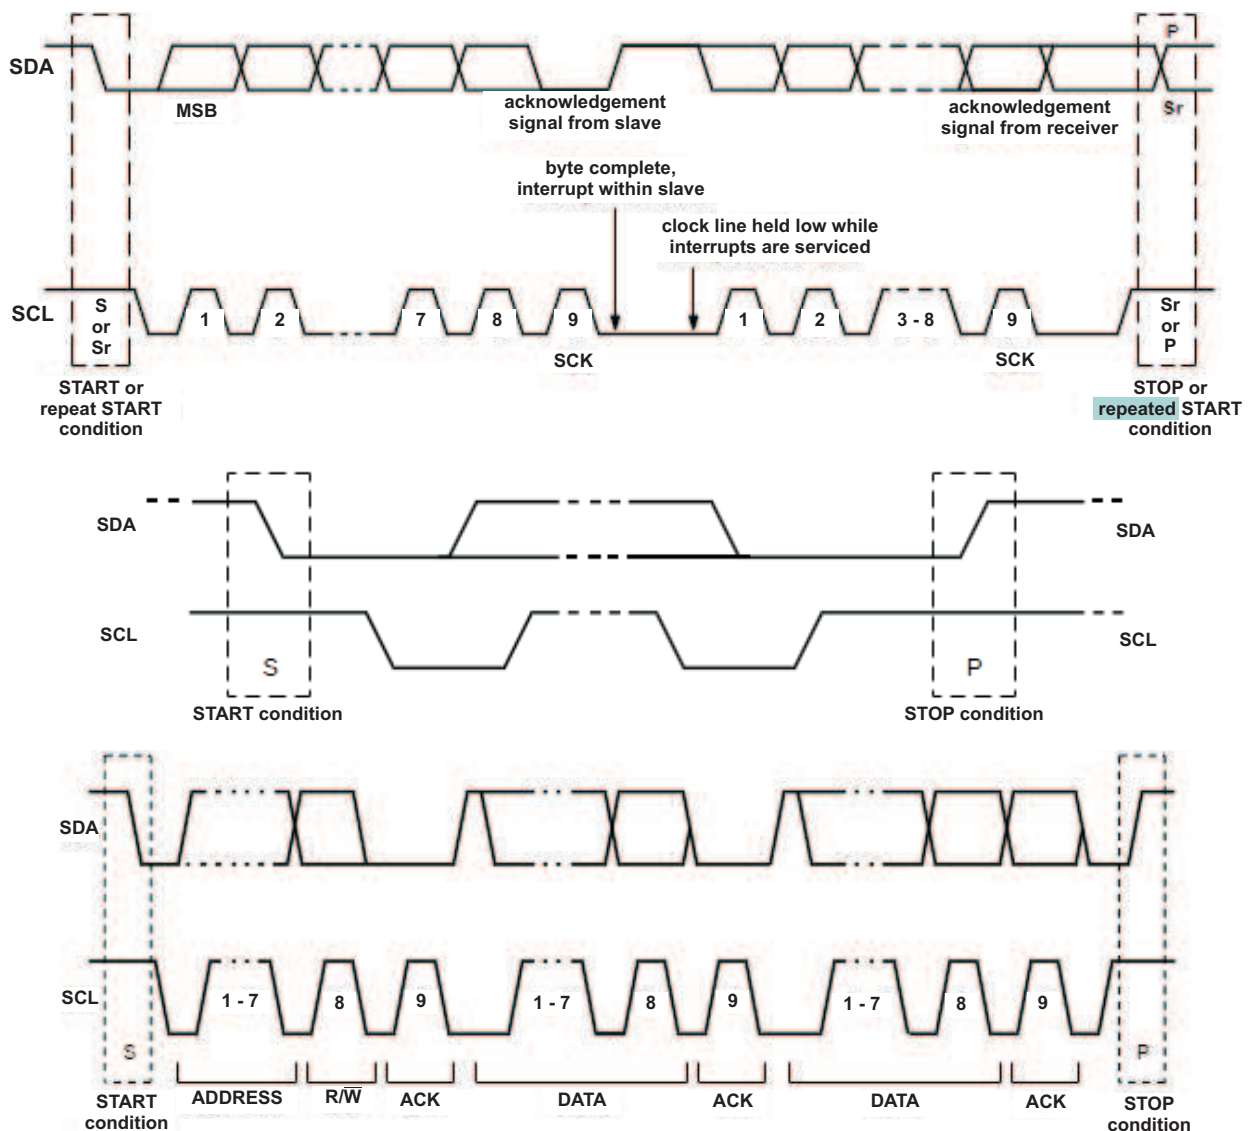 P
SDA
MSB
acknowledgement
signal from slave
acknowledgement
signal from receiver
Sr
byte complete,
interrupt within slave
clock line held low while
interrupts are serviced
SCL
S
or
Sr
1
2
7
8
9
1
2
3 - 8
9
Sr
or
P
SCK
SCK
START or
repeat START
condition
STOP or
repeated START
condition
SDA
SDA
SCL
SCL
S
P
START condition
STOP condition
SDA
SCL
1 - 7
8
9
1 - 7
8
9
1 - 7
8
9
S
P
START
condition
ADDRESS
R/W̅
ACK
DATA
ACK
DATA
ACK
STOP
condition